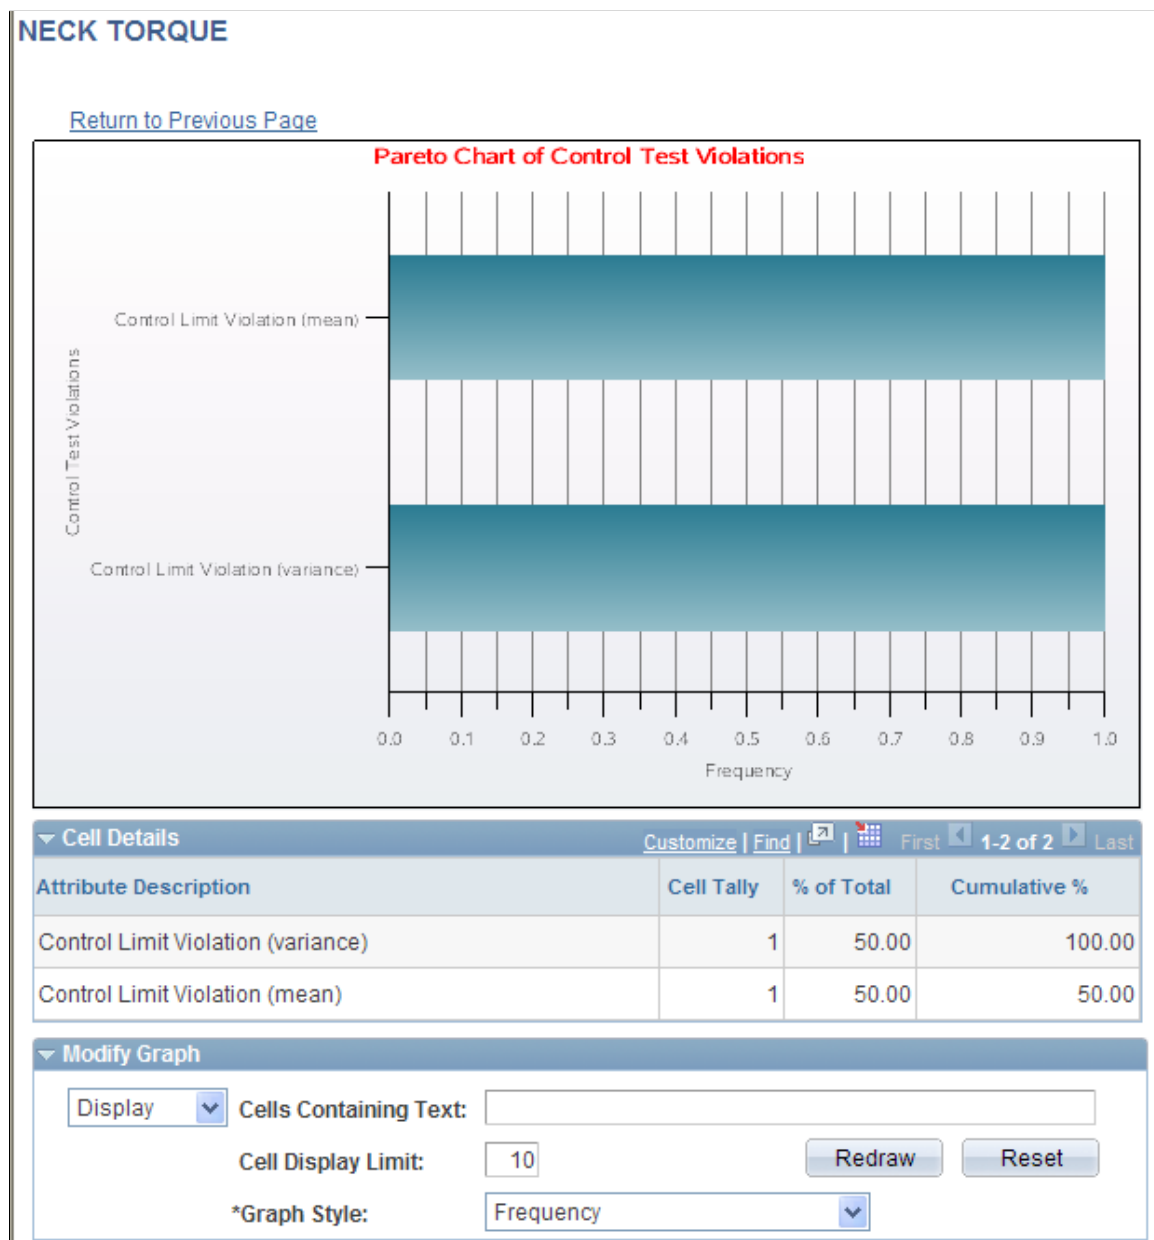 NECK TORQUE
Return to Previous Page
Pareto Chart of Control Test Violations
Control Limit Violation (mean)
Control Test Violations
Control Limit Violation (variance)
0.0 0.1 0.2 0.3 0.4 0.5 0.6 0.7 0.8 0.9 1.0
Frequency
Cell Details Customize | Find | | First 1-2 of 2 Last
Attribute Description Cell Tally % of Total Cumulative %
Control Limit Violation (variance) 1 50.00 100.00
Control Limit Violation (mean) 1 50.00 50.00
Modify Graph
Display Cells Containing Text:
Cell Display Limit: 10 Redraw Reset
*Graph Style: Frequency